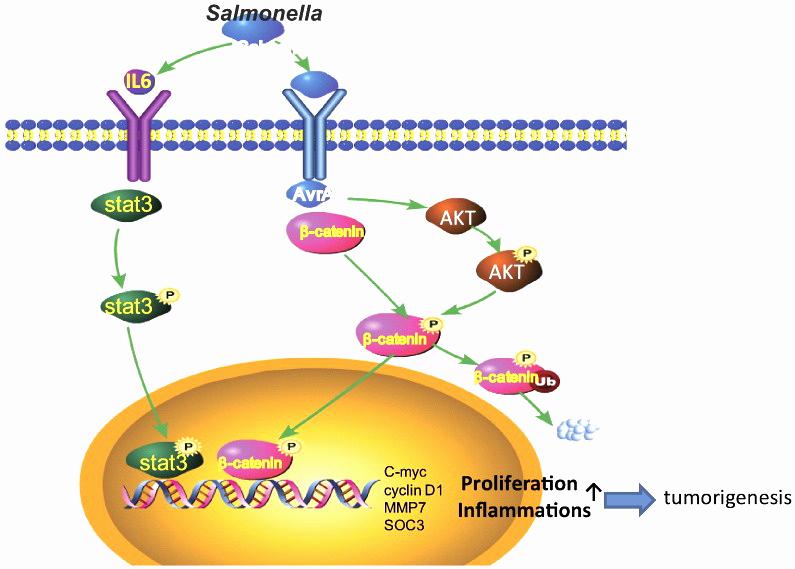 Salmonella
IL6
stat3
AvrA
β-catenin
AKT
AKT
P
stat3
P
β-catenin
P
β-catenin
P
Ub
stat3
P
β-catenin
P
C-myc
cyclin D1
MMP7
SOC3
Proliferation
Inflammations
tumorigenesis